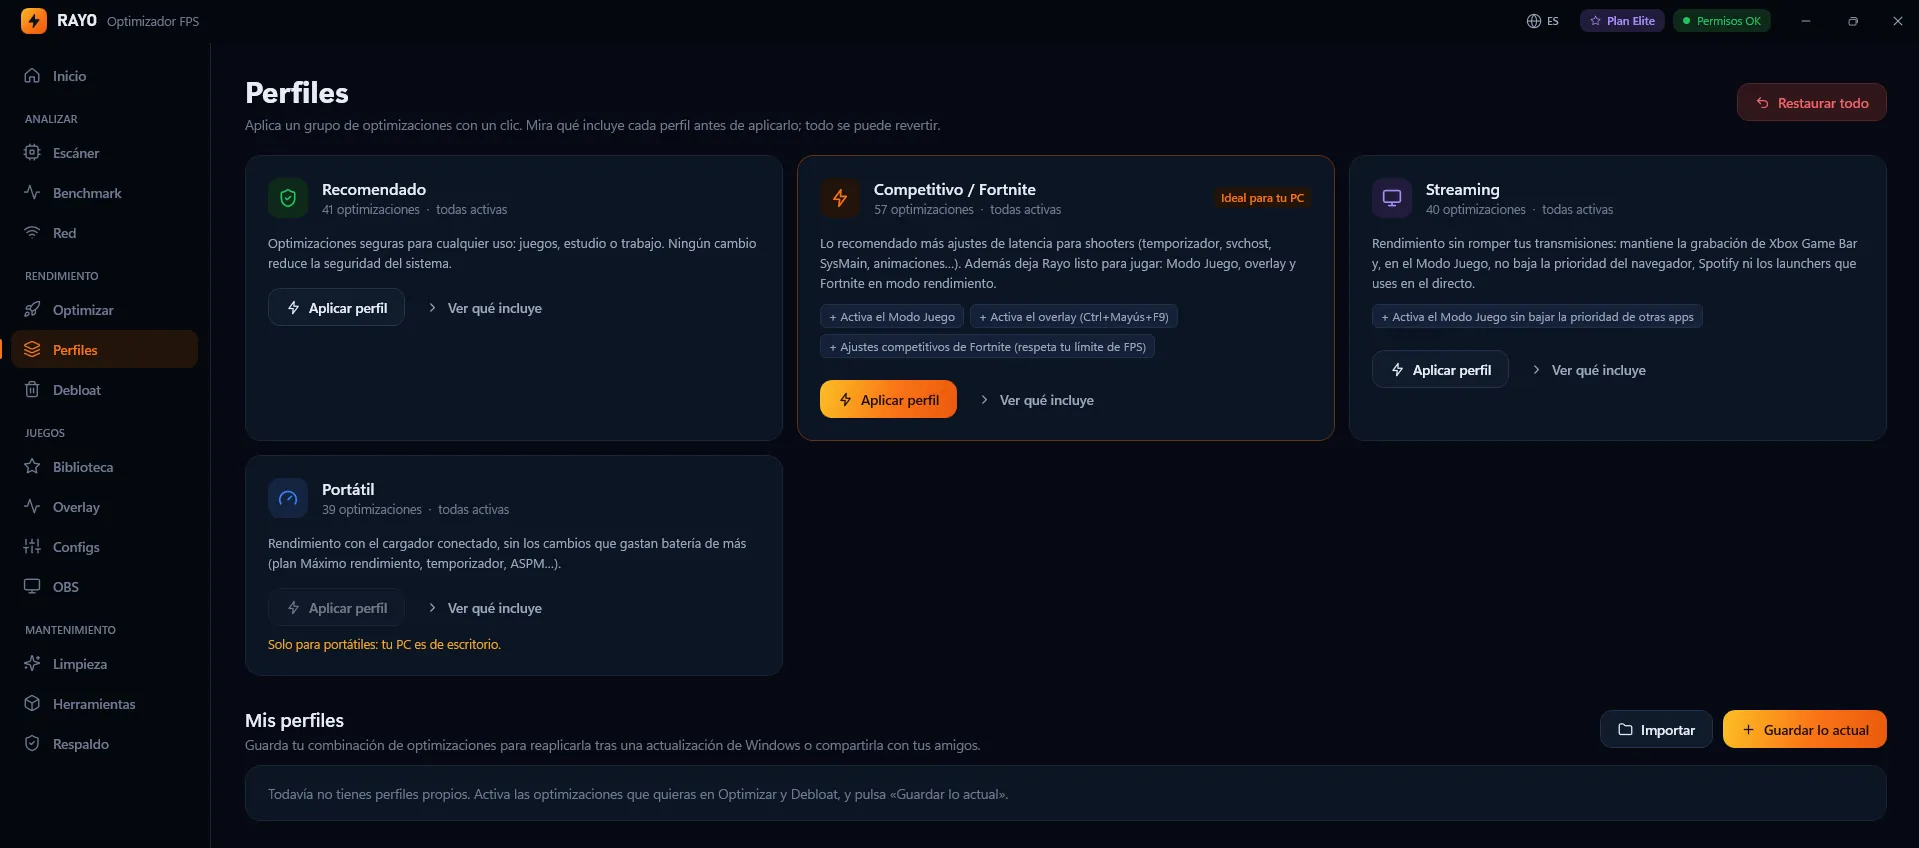 RAYO Optimizador FPS
ES
Plan Elite
Permisos OK
Inicio
ANALIZAR
Escáner
Benchmark
Red
RENDIMIENTO
Optimizar
Perfiles
Debloat
JUEGOS
Biblioteca
Overlay
Configs
OBS
MANTENIMIENTO
Limpieza
Herramientas
Respaldo
Perfiles
Aplica un grupo de optimizaciones con un clic. Mira qué incluye cada perfil antes de aplicarlo; todo se puede revertir.
Restaurar todo
Recomendado
41 optimizaciones · todas activas
Optimizaciones seguras para cualquier uso: juegos, estudio o trabajo. Ningún cambio
reduce la seguridad del sistema.
Aplicar perfil
Ver qué incluye
Competitivo / Fortnite
57 optimizaciones · todas activas
Ideal para tu PC
Lo recomendado más ajustes de latencia para shooters (temporizador, svchost,
SysMain, animaciones...). Además deja Rayo listo para jugar: Modo Juego, overlay y
Fortnite en modo rendimiento.
+ Activa el Modo Juego
+ Activa el overlay (Ctrl+Mayús+F9)
+ Ajustes competitivos de Fortnite (respeta tu límite de FPS)
Aplicar perfil
Ver qué incluye
Streaming
40 optimizaciones · todas activas
Rendimiento sin romper tus transmisiones: mantiene la grabación de Xbox Game Bar
y, en el Modo Juego, no baja la prioridad del navegador, Spotify ni los launchers que
uses en el directo.
+ Activa el Modo Juego sin bajar la prioridad de otras apps
Aplicar perfil
Ver qué incluye
Portátil
39 optimizaciones · todas activas
Rendimiento con el cargador conectado, sin los cambios que gastan batería de más
(plan Máximo rendimiento, temporizador, ASPM...).
Aplicar perfil
Ver qué incluye
Solo para portátiles: tu PC es de escritorio.
Mis perfiles
Guarda tu combinación de optimizaciones para reaplicarla tras una actualización de Windows o compartirla con tus amigos.
Importar
+ Guardar lo actual
Todavía no tienes perfiles propios. Activa las optimizaciones que quieras en Optimizar y Debloat, y pulsa «Guardar lo actual».